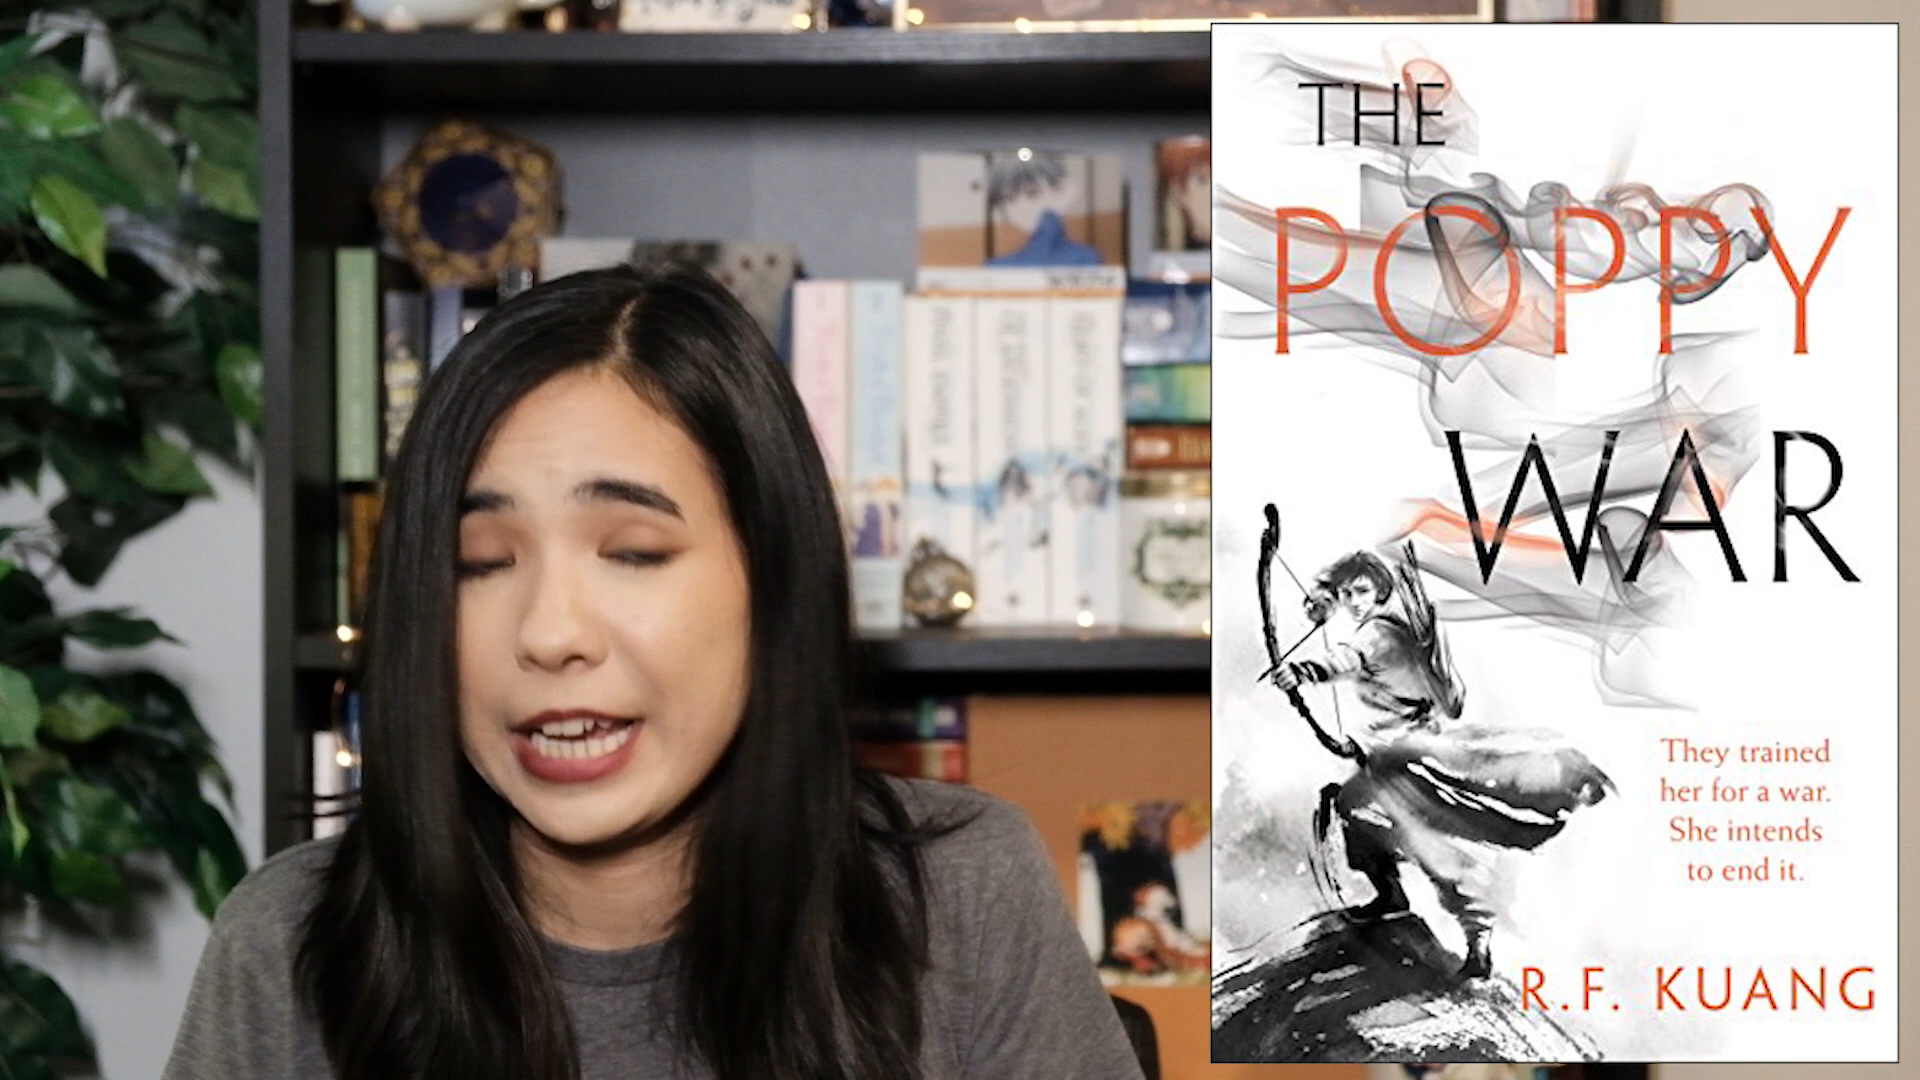 THE
POPPY
WAR
They trained
her for a war.
She intends
to end it.
R.F. KUANG